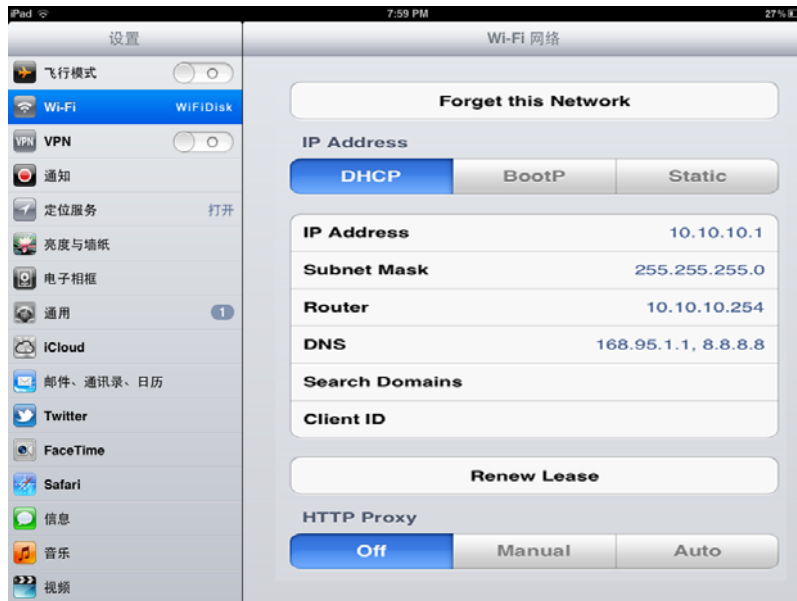 iPad 7:59 PM 27%
设置
飞行模式
Wi-Fi WiFiDisk
VPN VPN
通知
定位服务 打开
亮度与墙纸
电子相框
通用 1
iCloud
邮件、通讯录、日历
Twitter
FaceTime
Safari
信息
音乐
视频
Wi-Fi 网络
Forget this Network
IP Address
DHCP BootP Static
IP Address 10.10.10.1
Subnet Mask 255.255.255.0
Router 10.10.10.254
DNS 168.95.1.1, 8.8.8.8
Search Domains
Client ID
Renew Lease
HTTP Proxy
Off Manual Auto